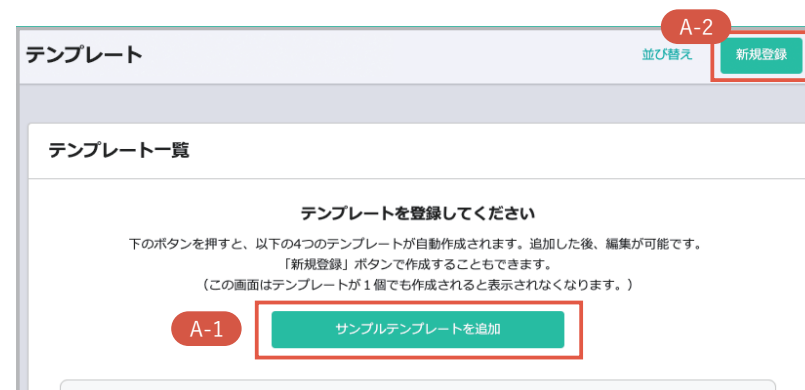 A-2
テンプレート
並び替え
新規登録
テンプレート一覧
テンプレートを登録してください
下のボタンを押すと、以下の4つのテンプレートが自動作成されます。追加した後、編集が可能です。
「新規登録」ボタンで作成することもできます。
（この画面はテンプレートが1個でも作成されると表示されなくなります。）
A-1
サンプルテンプレートを追加